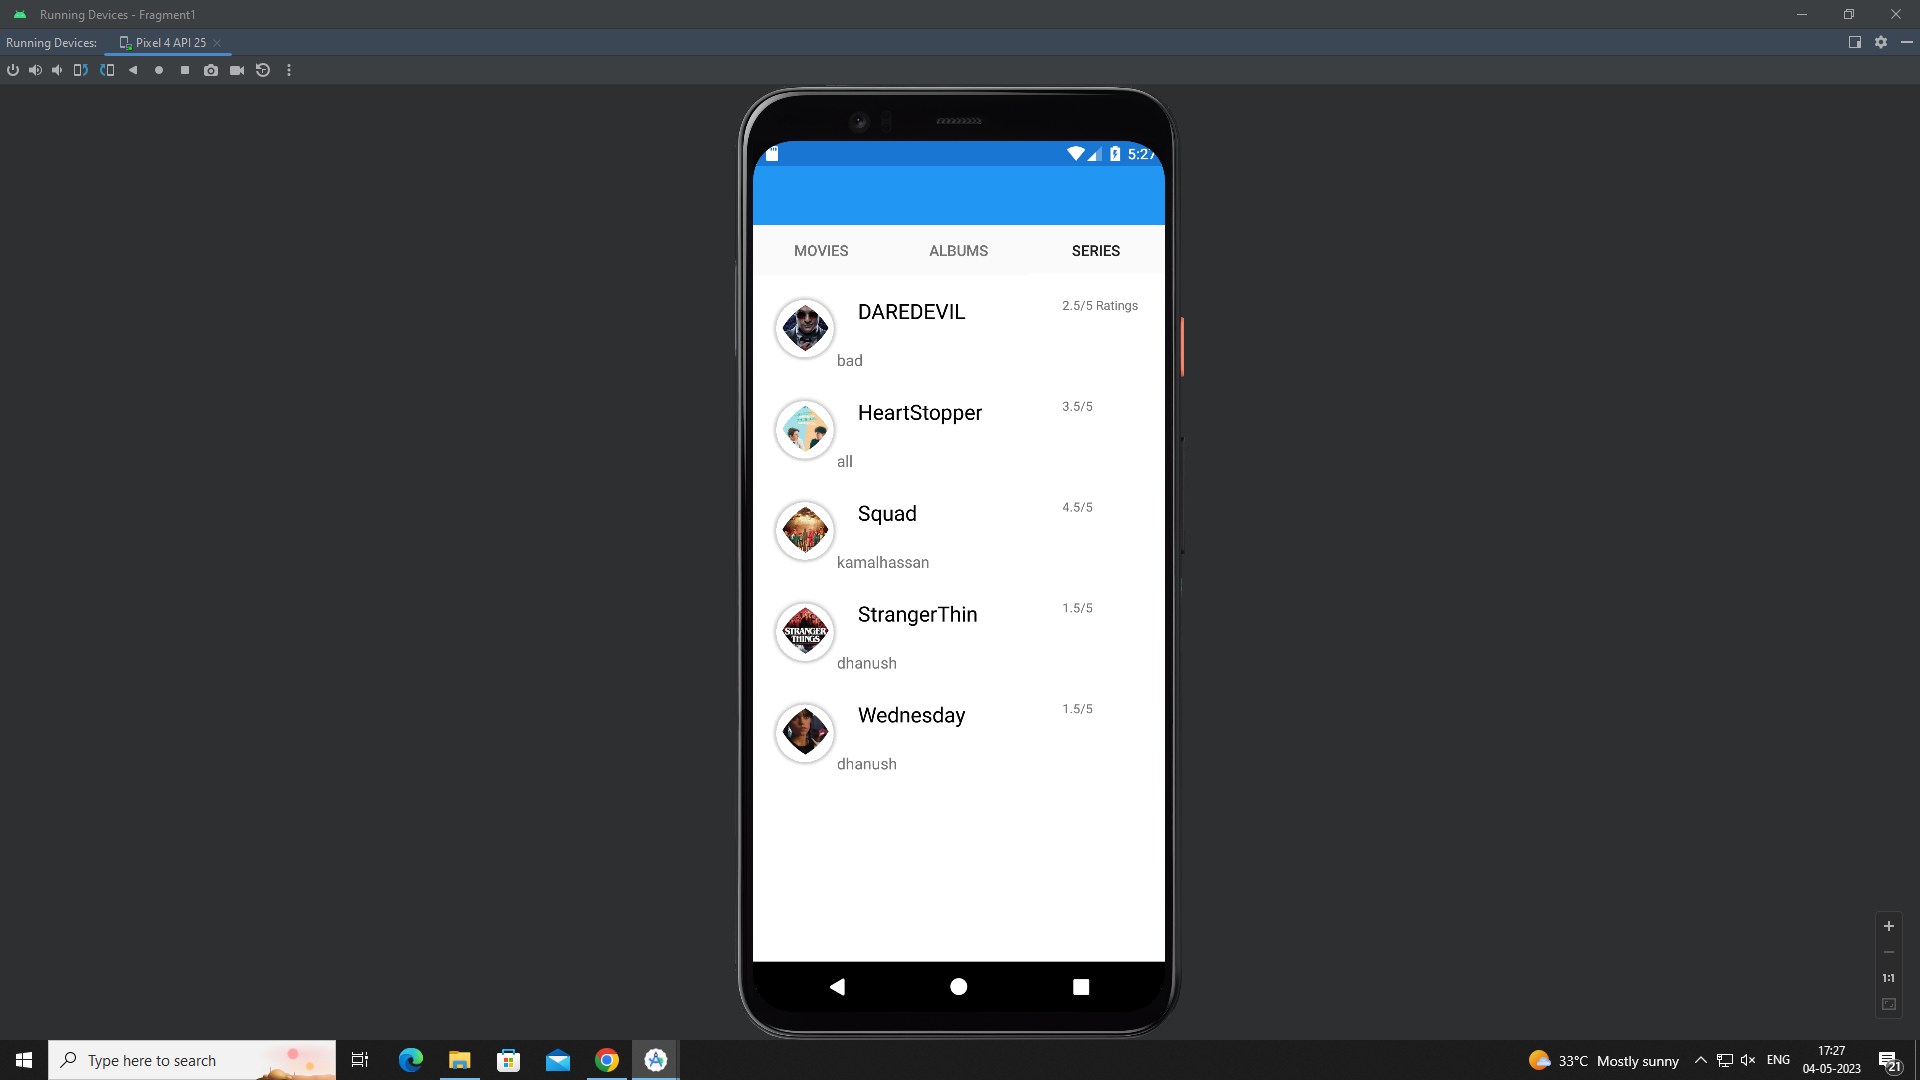 Running Devices - Fragment1
Running Devices: Pixel 4 API 25
5:27
MOVIES ALBUMS SERIES
DAREDEVIL 2.5/5 Ratings
bad
HeartStopper 3.5/5
all
Squad 4.5/5
kamalhassan
STRANGER
THINGS
StrangerThin 1.5/5
dhanush
Wednesday 1.5/5
dhanush
1:1
Type here to search
33°C Mostly sunny
ENG
17:27
04-05-2023
21